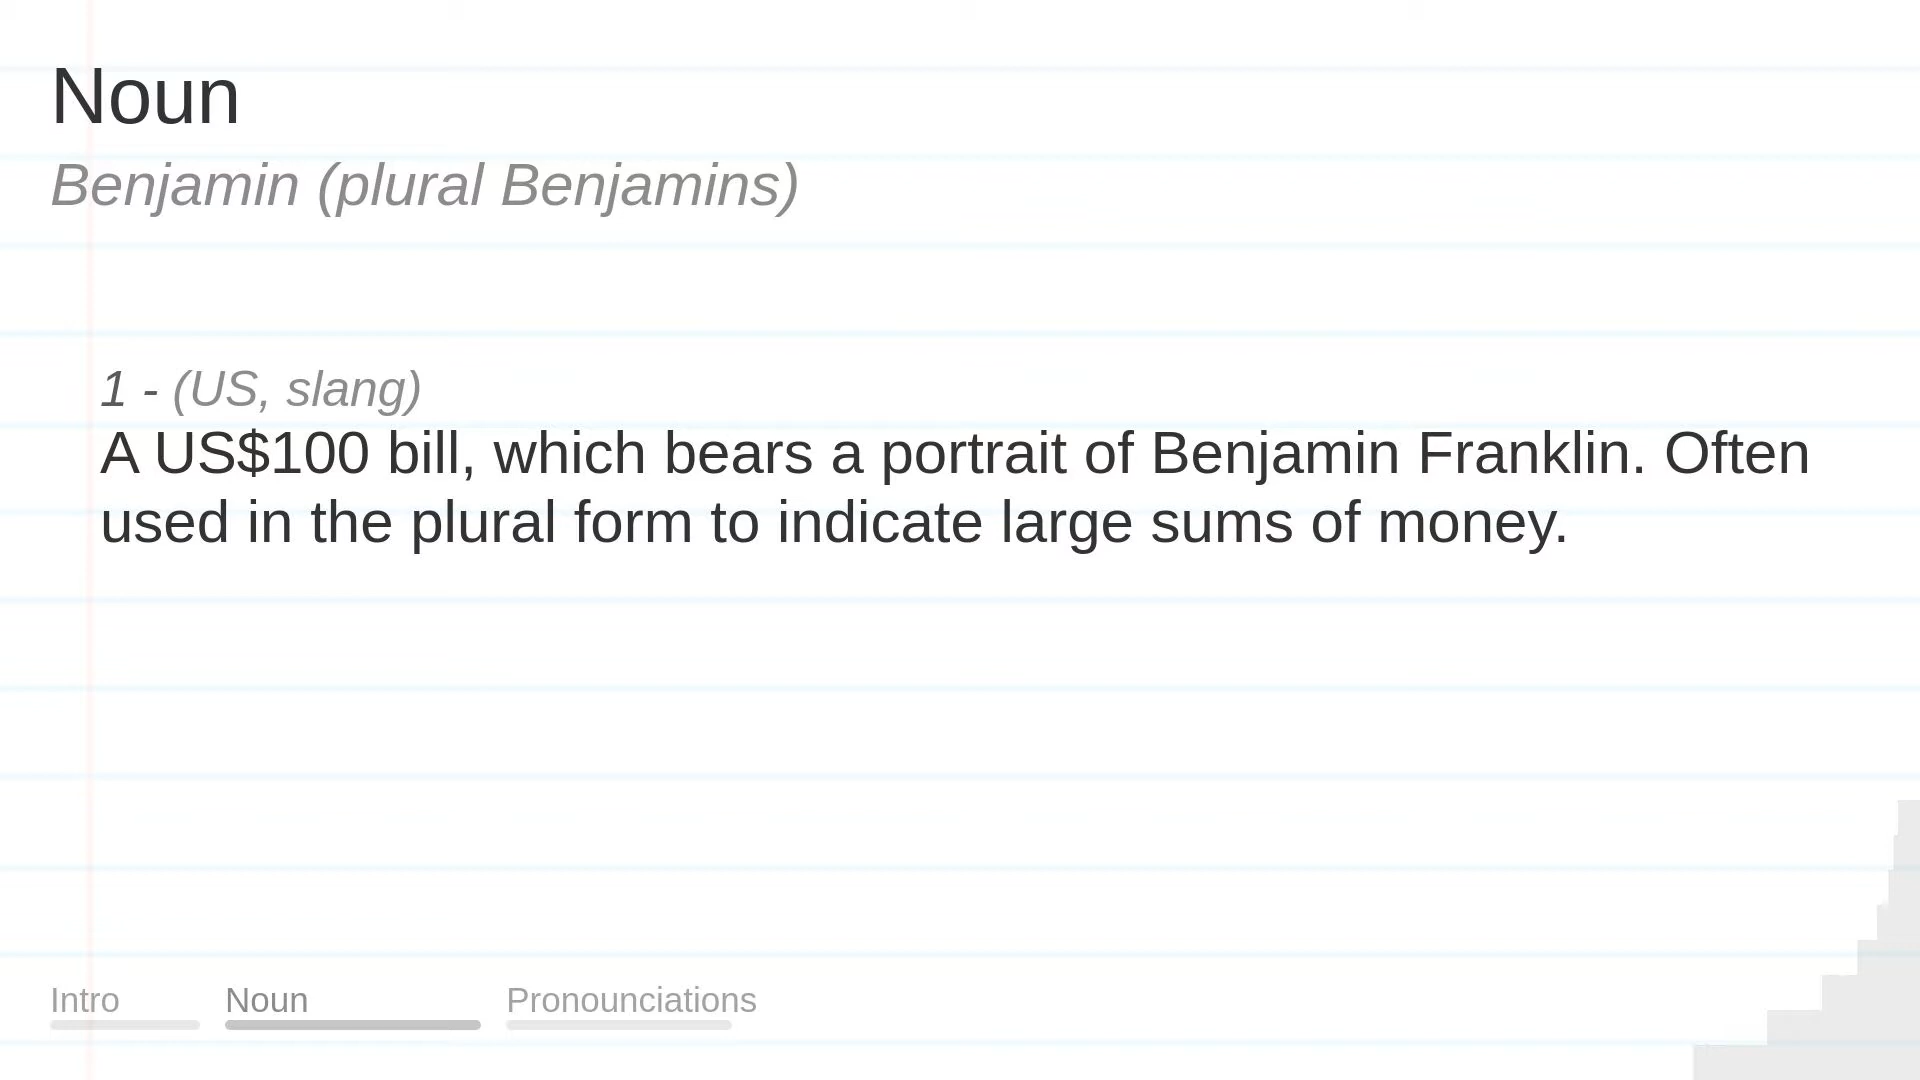 Noun
Benjamin (plural Benjamins)
1 - (US, slang)
A US$100 bill, which bears a portrait of Benjamin Franklin. Often
used in the plural form to indicate large sums of money.
Intro Noun Pronounciations